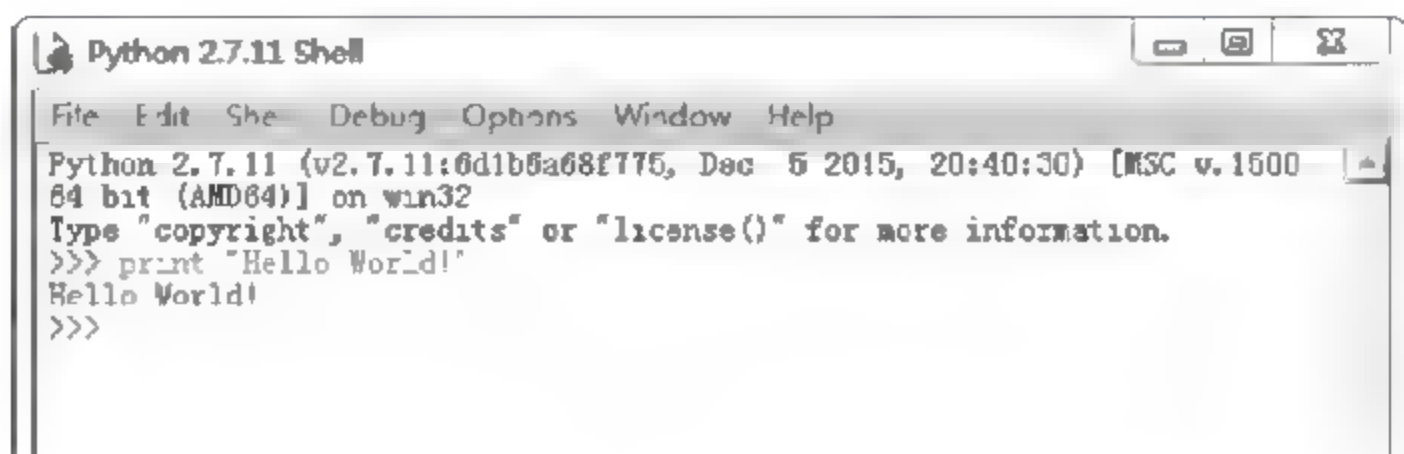 Python 2.7.11 Shell
File Edit She Debug Options Window Help
Python 2.7.11 (v2.7.11:6d1b6a68f775, Dec 5 2015, 20:40:30) [MSC v.1500
64 bit (AMD64)] on win32
Type "copyright", "credits" or "license()" for more information.
>>> print "Hello World!"
Hello World!
>>>